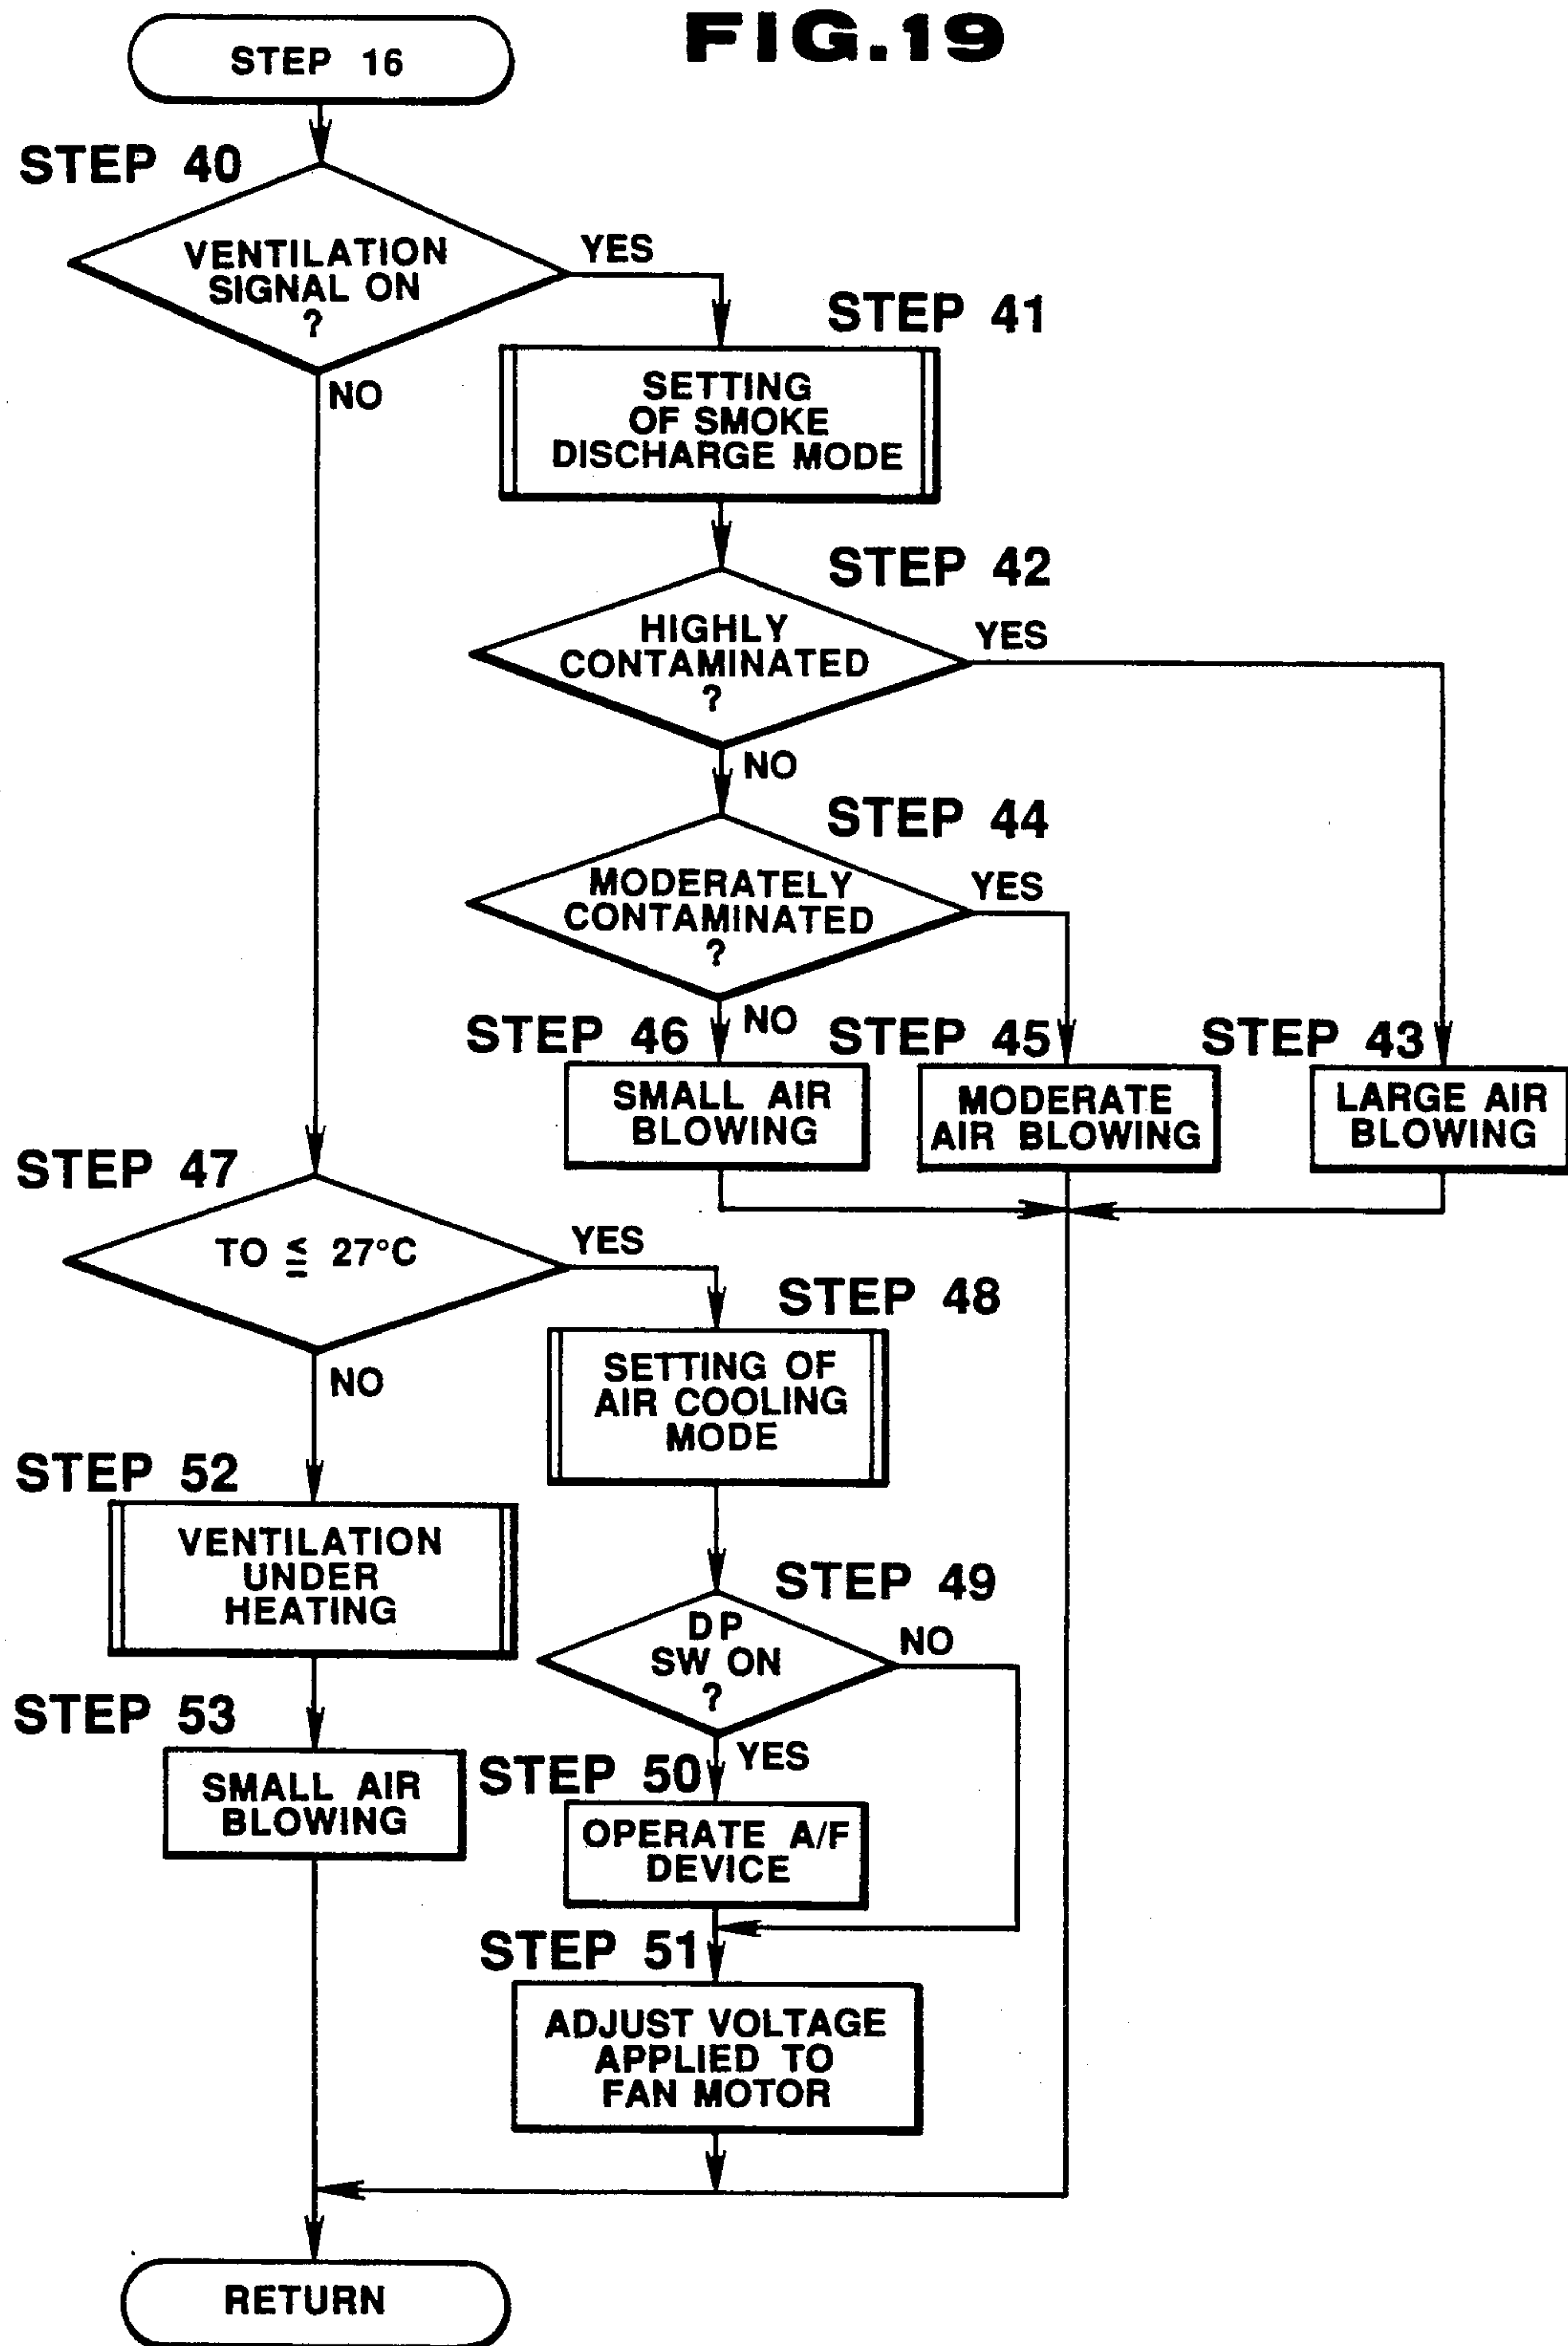 FIG.19
STEP 16
STEP 40
VENTILATION
SIGNAL ON
?
YES
NO
STEP 41
SETTING
OF SMOKE
DISCHARGE MODE
STEP 42
HIGHLY
CONTAMINATED
?
YES
NO
STEP 44
MODERATELY
CONTAMINATED
?
YES
NO
STEP 46
SMALL AIR
BLOWING
STEP 45
MODERATE
AIR BLOWING
STEP 43
LARGE AIR
BLOWING
STEP 47
TO ≦ 27°C
YES
NO
STEP 48
SETTING OF
AIR COOLING
MODE
STEP 52
VENTILATION
UNDER
HEATING
STEP 49
DP
SW ON
?
NO
YES
STEP 53
SMALL AIR
BLOWING
STEP 50
OPERATE A/F
DEVICE
STEP 51
ADJUST VOLTAGE
APPLIED TO
FAN MOTOR
RETURN